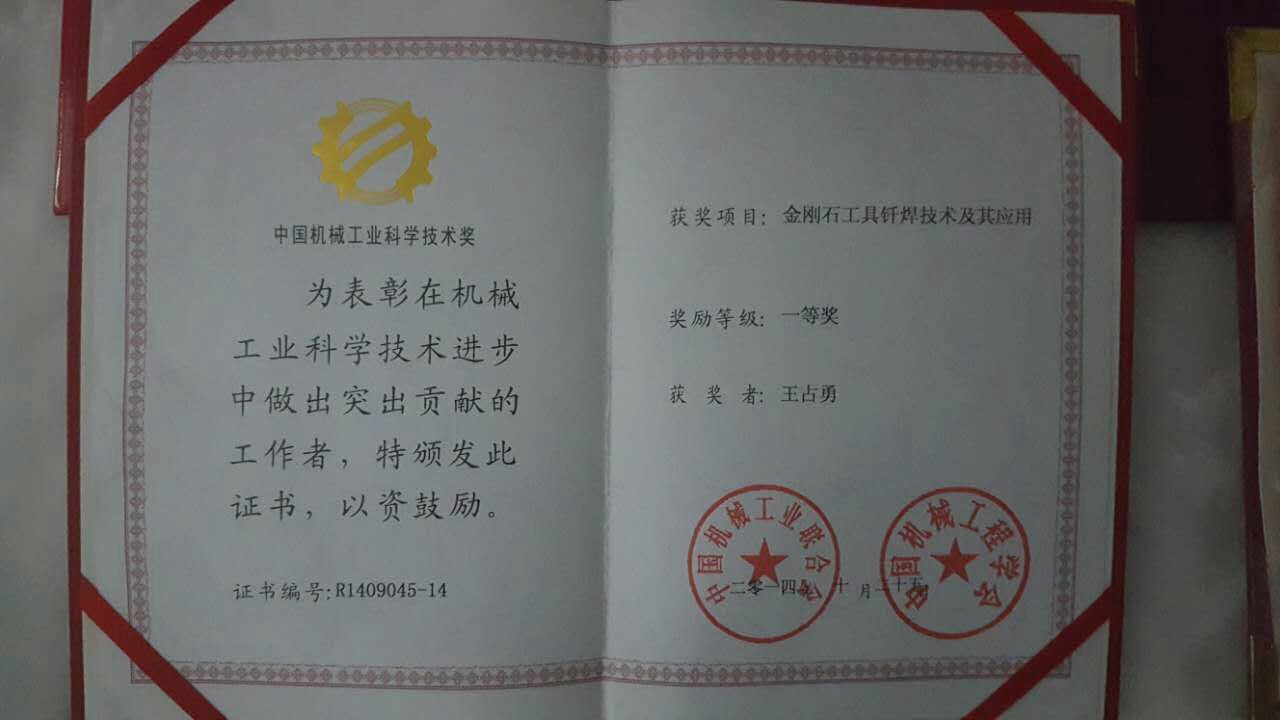 中国机械工业科学技术奖
为表彰在机械
工业科学技术进步
中做出突出贡献的
工作者，特颁发此
证书，以资鼓励。
证书编号:R1409045-14
获奖项目：金刚石工具钎焊技术及其应用
奖励等级：一等奖
获奖者：王占勇
中国机械工业联合会
中国机械工程学会
二零一四年 十月二十五日